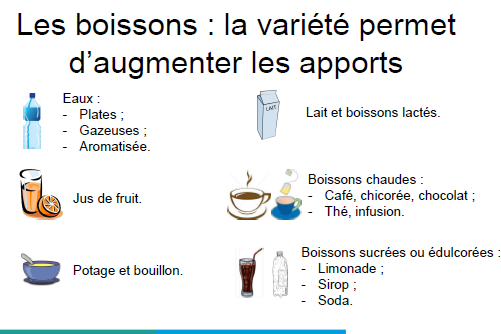 Les boissons : la variété permet
d'augmenter les apports
Eaux :
- Plates ;
- Gazeuses ;
- Aromatisée.
LAIT
Lait et boissons lactés.
Jus de fruit.
Boissons chaudes :
- Café, chicorée, chocolat ;
- Thé, infusion.
Potage et bouillon.
Boissons sucrées ou édulcorées :
- Limonade ;
- Sirop ;
- Soda.